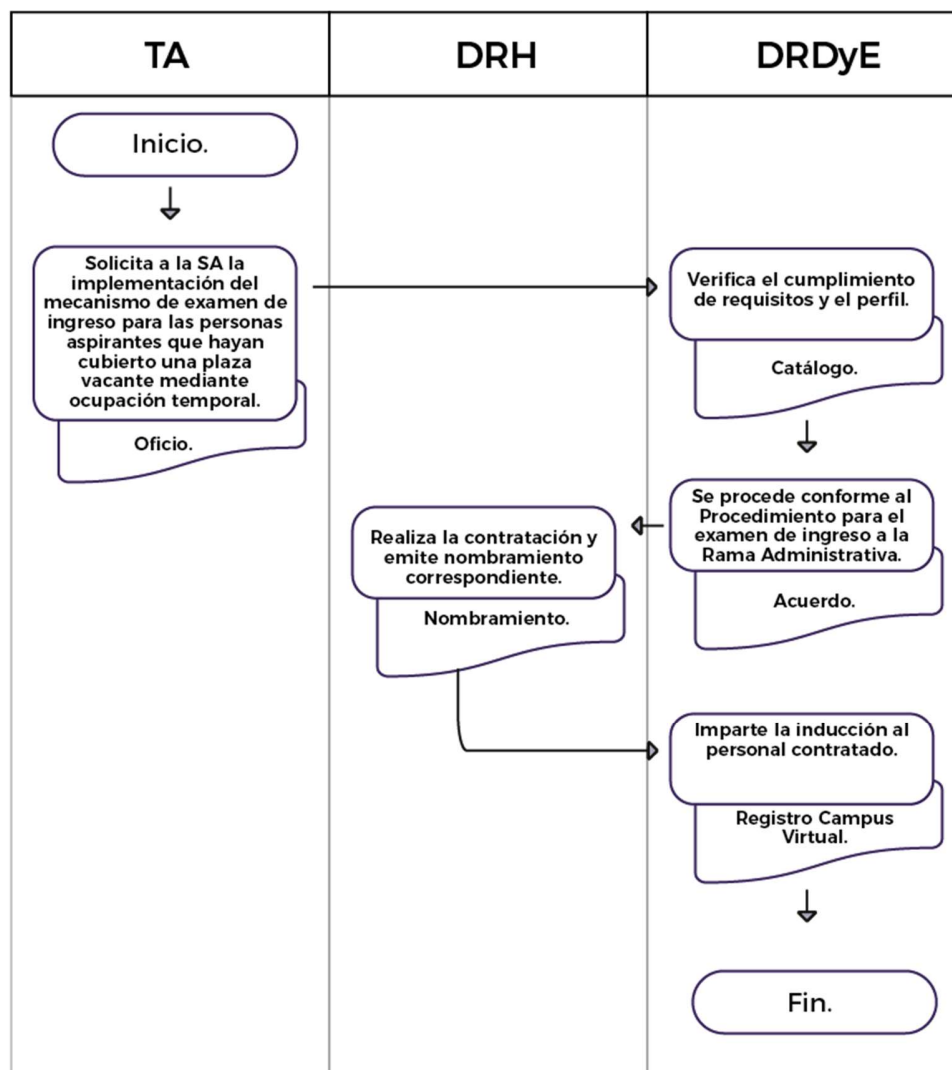 TA
DRH
DRDyE
Inicio.
Solicita a la SA la
implementación del
mecanismo de examen de
ingreso para las personas
aspirantes que hayan
cubierto una plaza
vacante mediante
ocupación temporal.
Oficio.
Verifica el cumplimiento
de requisitos y el perfil.
Catálogo.
Se procede conforme al
Procedimiento para el
examen de ingreso a la
Rama Administrativa.
Acuerdo.
Realiza la contratación y
emite nombramiento
correspondiente.
Nombramiento.
Imparte la inducción al
personal contratado.
Registro Campus
Virtual.
Fin.